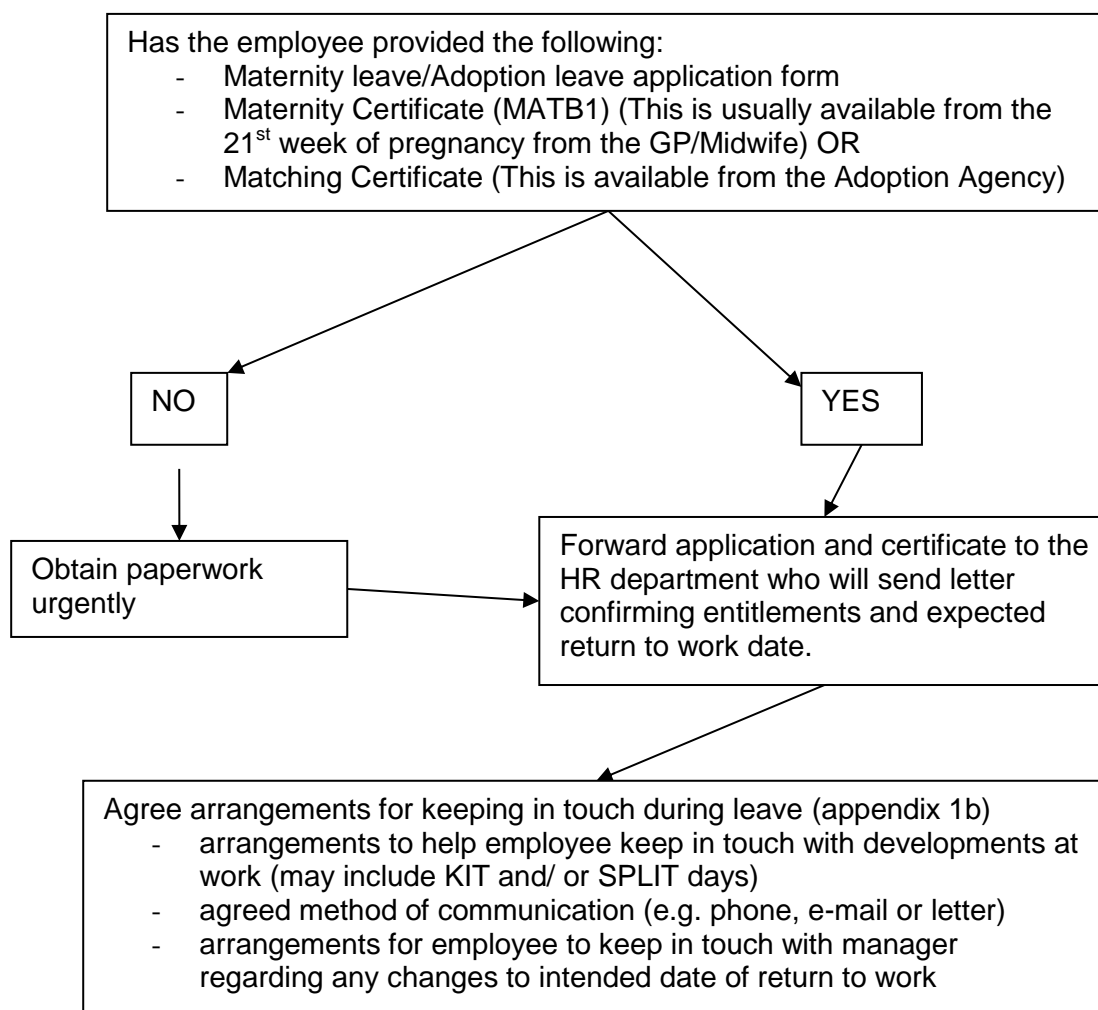 Has the employee provided the following:
- Maternity leave/Adoption leave application form
- Maternity Certificate (MATB1) (This is usually available from the
21st week of pregnancy from the GP/Midwife) OR
- Matching Certificate (This is available from the Adoption Agency)
NO
YES
Obtain paperwork
urgently
Forward application and certificate to the
HR department who will send letter
confirming entitlements and expected
return to work date.
Agree arrangements for keeping in touch during leave (appendix 1b)
- arrangements to help employee keep in touch with developments at
work (may include KIT and/ or SPLIT days)
- agreed method of communication (e.g. phone, e-mail or letter)
- arrangements for employee to keep in touch with manager
regarding any changes to intended date of return to work